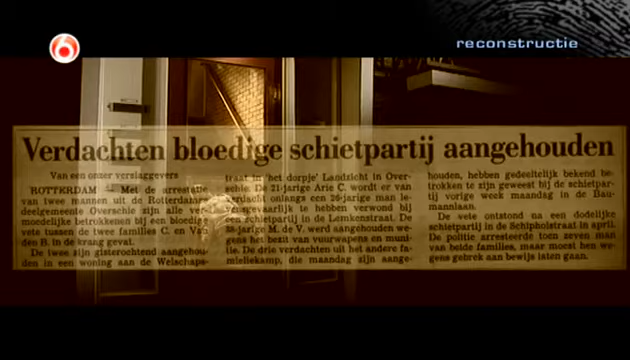 6
reconstructie
Verdachten bloedige schietpartij aangehouden
Van een onzer verslaggevers
ROTTERDAM — Met de arrestatie
van twee mannen uit de Rotterdamse
deelgemeente Overschie zijn alle ver-
moedelijk betrokkenen bij een bloedige
vete tussen de twee families C. en Van
den B. in de kraag gevat.
De twee zijn gisterochtend aangehou-
den in een woning aan de Welschaps-
traat in 'het dorpje' Landzicht in Over-
schie. De 21-jarige Arie C. wordt er van
verdacht onlangs een 26-jarige man le-
vensgevaarlijk te hebben verwond bij
een schietpartij in de Lemkenstraat. De
38-jarige M. de V. werd aangehouden we-
gens het bezit van vuurwapens en muni-
tie. De drie verdachten uit het andere fa-
miliekamp, die maandag zijn aange-
houden, hebben gedeeltelijk bekend be-
trokken te zijn geweest bij de schietpar-
tij vorige week maandag in de Bau-
mannlaan.
De vete ontstond na een dodelijke
schietpartij in de Schipholstraat in april.
De politie arresteerde toen zeven man
van beide families, maar moest hen we-
gens gebrek aan bewijs laten gaan.